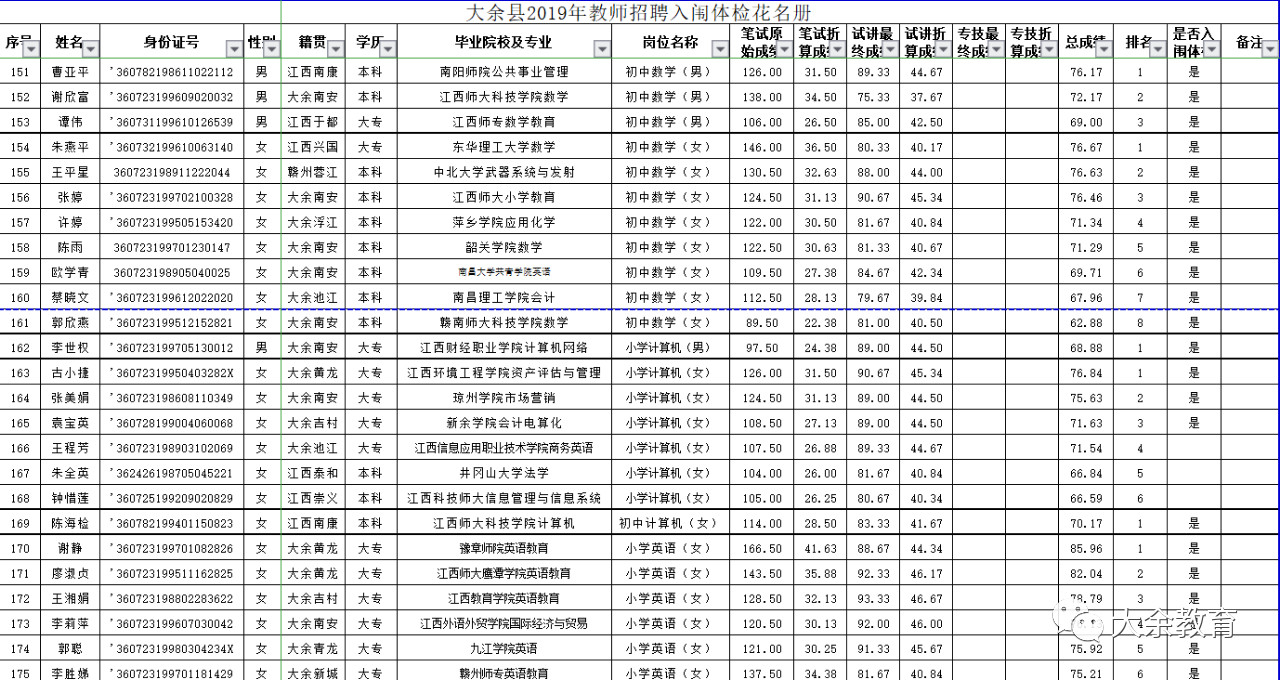 大余县2019年教师招聘入闱体检花名册
序号 姓名 身份证号 性别 籍贯 学历 毕业院校及专业 岗位名称 笔试原始成绩 笔试折算成绩 试讲最终成绩 试讲折算成绩 专技最终成绩 专技折算成绩 总成绩 排名 是否入闱体检 备注
151 曹亚平 '360782198611022112 男 江西南康 本科 南阳师院公共事业管理 初中数学（男） 126.00 31.50 89.33 44.67 76.17 1 是
152 谢欣富 '360723199609020032 男 大余南安 本科 江西师大科技学院数学 初中数学（男） 138.00 34.50 75.33 37.67 72.17 2 是
153 谭伟 '360731199610126539 男 江西于都 大专 江西师专数学教育 初中数学（男） 106.00 26.50 85.00 42.50 69.00 3 是
154 朱燕平 '360732199610063140 女 江西兴国 大专 东华理工大学数学 初中数学（女） 146.00 36.50 80.33 40.17 76.67 1 是
155 王平星 360723198911222044 女 赣州蓉江 本科 中北大学武器系统与发射 初中数学（女） 130.50 32.63 88.00 44.00 76.63 2 是
156 张婷 '360723199702100328 女 大余南安 本科 江西师大小学教育 初中数学（女） 124.50 31.13 90.67 45.34 76.46 3 是
157 许婷 '360723199505153420 女 大余浮江 本科 萍乡学院应用化学 初中数学（女） 122.00 30.50 81.67 40.84 71.34 4 是
158 陈雨 360723199701230147 女 大余南安 本科 韶关学院数学 初中数学（女） 122.50 30.63 81.33 40.67 71.29 5 是
159 欧学青 360723198905040025 女 大余南安 本科 南昌大学共青学院英语 初中数学（女） 109.50 27.38 84.67 42.34 69.71 6 是
160 蔡晓文 '360723199612022020 女 大余池江 本科 南昌理工学院会计 初中数学（女） 112.50 28.13 79.67 39.84 67.96 7 是
161 郭欣燕 '360723199512152821 女 大余南安 本科 赣南师大科技学院数学 初中数学（女） 89.50 22.38 81.00 40.50 62.88 8 是
162 李世权 '360723199705130012 男 大余南安 大专 江西财经职业学院计算机网络 小学计算机（男） 97.50 24.38 89.00 44.50 68.88 1 是
163 古小捷 '36072319950403282X 女 大余黄龙 大专 江西环境工程学院资产评估与管理 小学计算机（女） 126.00 31.50 90.67 45.34 76.84 1 是
164 张美娟 '360723198608110349 女 大余南安 大专 琼州学院市场营销 小学计算机（女） 124.50 31.13 89.00 44.50 75.63 2 是
165 袁宝英 '360728199004060068 女 大余吉村 大专 新余学院会计电算化 小学计算机（女） 108.50 27.13 89.00 44.50 71.63 3 是
166 王程芳 '360723198903102069 女 大余池江 大专 江西信息应用职业技术学院商务英语 小学计算机（女） 107.50 26.88 89.33 44.67 71.54 4
167 朱全英 '362426198705045221 女 江西泰和 本科 井冈山大学法学 小学计算机（女） 104.00 26.00 81.67 40.84 66.84 5
168 钟惜莲 '360725199209020829 女 江西崇义 本科 江西科技师大信息管理与信息系统 小学计算机（女） 105.00 26.25 80.67 40.34 66.59 6
169 陈海检 '360782199401150823 女 江西南康 本科 江西师大科技学院计算机 初中计算机（女） 114.00 28.50 83.33 41.67 70.17 1 是
170 谢静 '360723199701082826 女 大余黄龙 大专 豫章师院英语教育 小学英语（女） 166.50 41.63 88.67 44.34 85.96 1 是
171 廖淑贞 '360723199511162825 女 大余黄龙 大专 江西师大鹰潭学院英语教育 小学英语（女） 143.50 35.88 92.33 46.17 82.04 2 是
172 王湘娟 '360723198802283622 女 大余吉村 大专 江西教育学院英语教育 小学英语（女） 128.50 32.13 93.33 46.67 78.79 3 是
173 李莉萍 '360723199607030042 女 大余南安 大专 江西外语外贸学院国际经济与贸易 小学英语（女） 120.50 30.13 92.00 46.00 4 是
174 郭聪 '36072319980304234X 女 大余青龙 大专 九江学院英语 小学英语（女） 121.00 30.25 91.33 45.67 75.92 5 是
175 李胜娣 '360723199701181429 女 大余新城 大专 赣州师专英语教育 小学英语（女） 137.50 34.38 81.67 40.84 75.21 6 是
大余教育